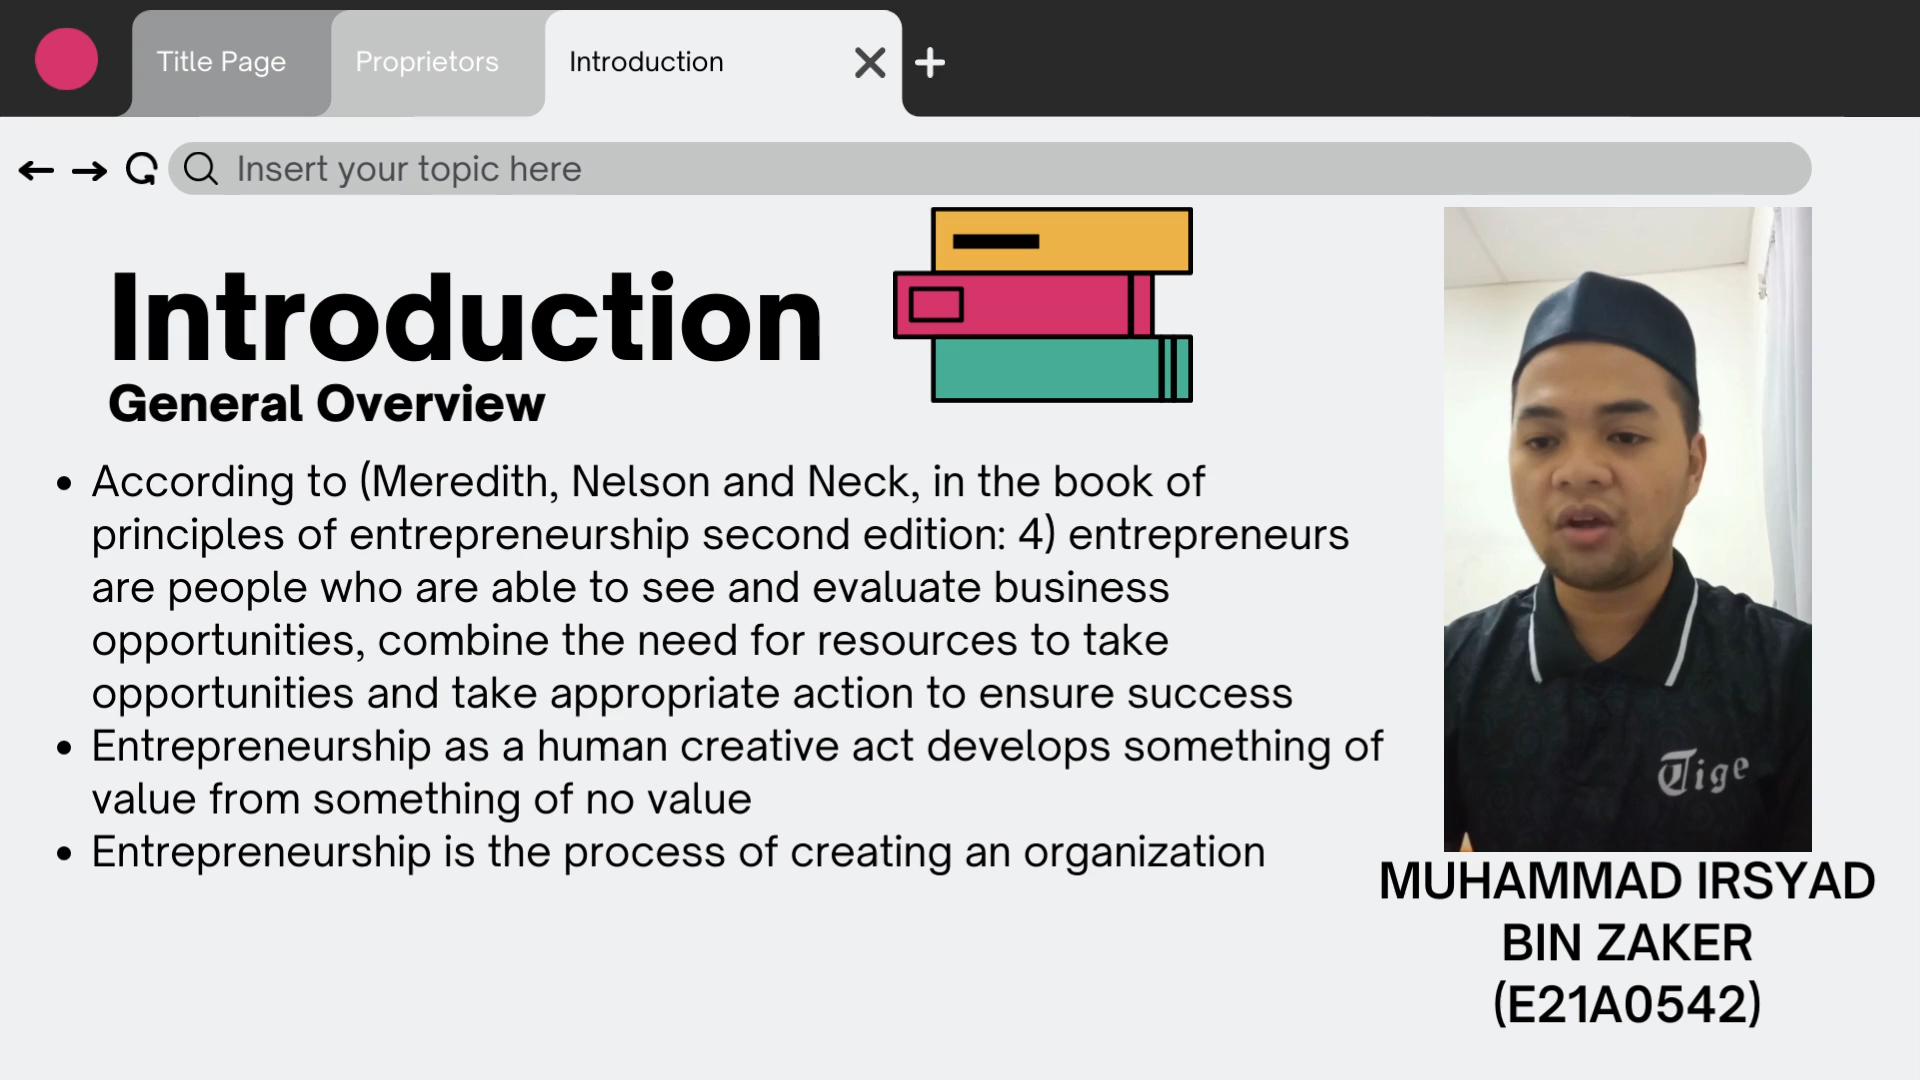 Title Page
Proprietors
Introduction
Insert your topic here
Introduction
General Overview
• According to (Meredith, Nelson and Neck, in the book of
principles of entrepreneurship second edition: 4) entrepreneurs
are people who are able to see and evaluate business
opportunities, combine the need for resources to take
opportunities and take appropriate action to ensure success
• Entrepreneurship as a human creative act develops something of
value from something of no value
• Entrepreneurship is the process of creating an organization
Tige
MUHAMMAD IRSYAD
BIN ZAKER
(E21A0542)